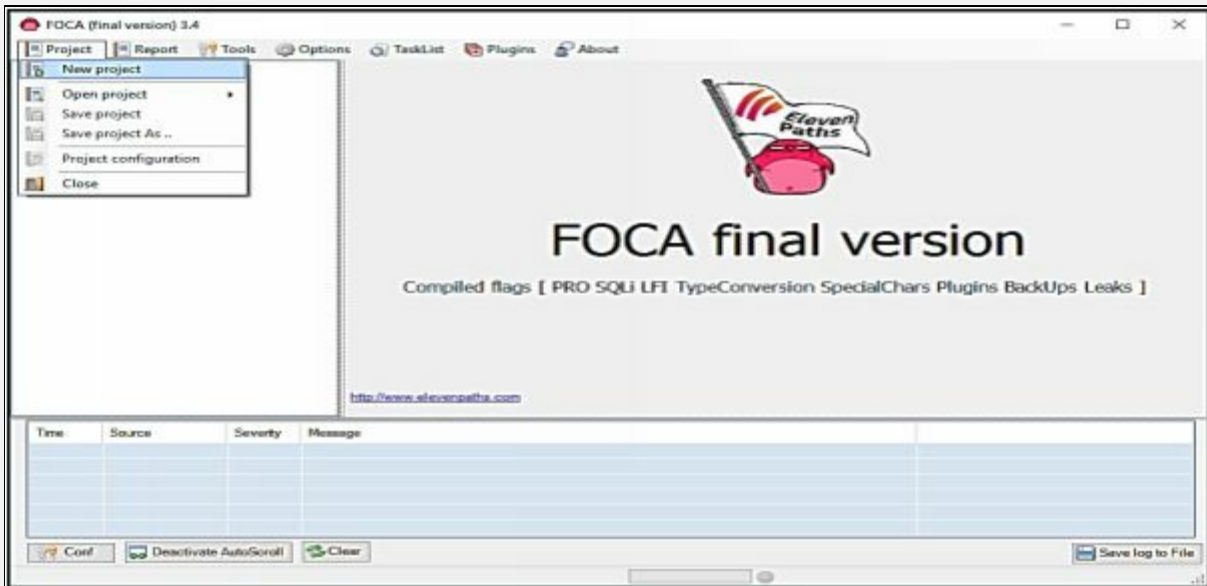 FOCA (final version) 3.4
Project Report Tools Options TaskList Plugins About
New project
Open project
Save project
Save project As ..
Project configuration
Close
Eleven
Paths
FOCA final version
Compiled flags [ PRO SQLi LFI TypeConversion SpecialChars Plugins BackUps Leaks ]
http://www.elevenpaths.com
Time Source Severity Message
Conf Deactivate AutoScroll Clear Save log to File